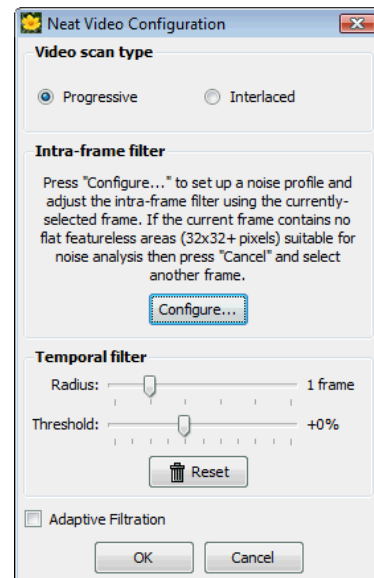 Neat Video Configuration
Video scan type
Progressive Interlaced
Intra-frame filter
Press "Configure..." to set up a noise profile and
adjust the intra-frame filter using the currently-
selected frame. If the current frame contains no
flat featureless areas (32x32+ pixels) suitable for
noise analysis then press "Cancel" and select
another frame.
Configure...
Temporal filter
Radius: 1 frame
Threshold: +0%
Reset
Adaptive Filtration
OK Cancel